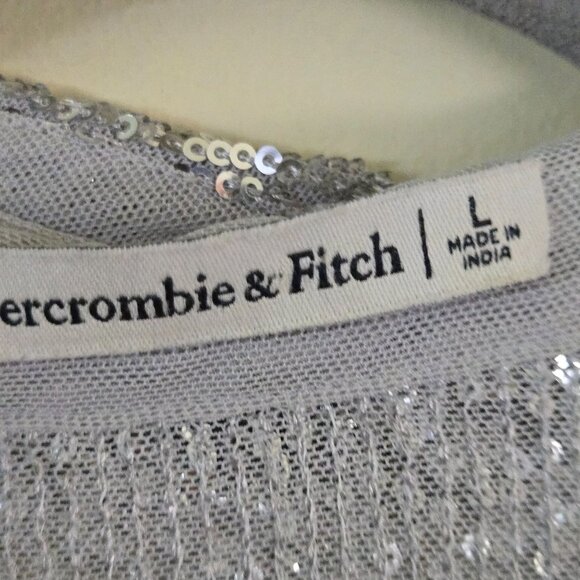 ercrombie & Fitch
L
MADE IN
INDIA